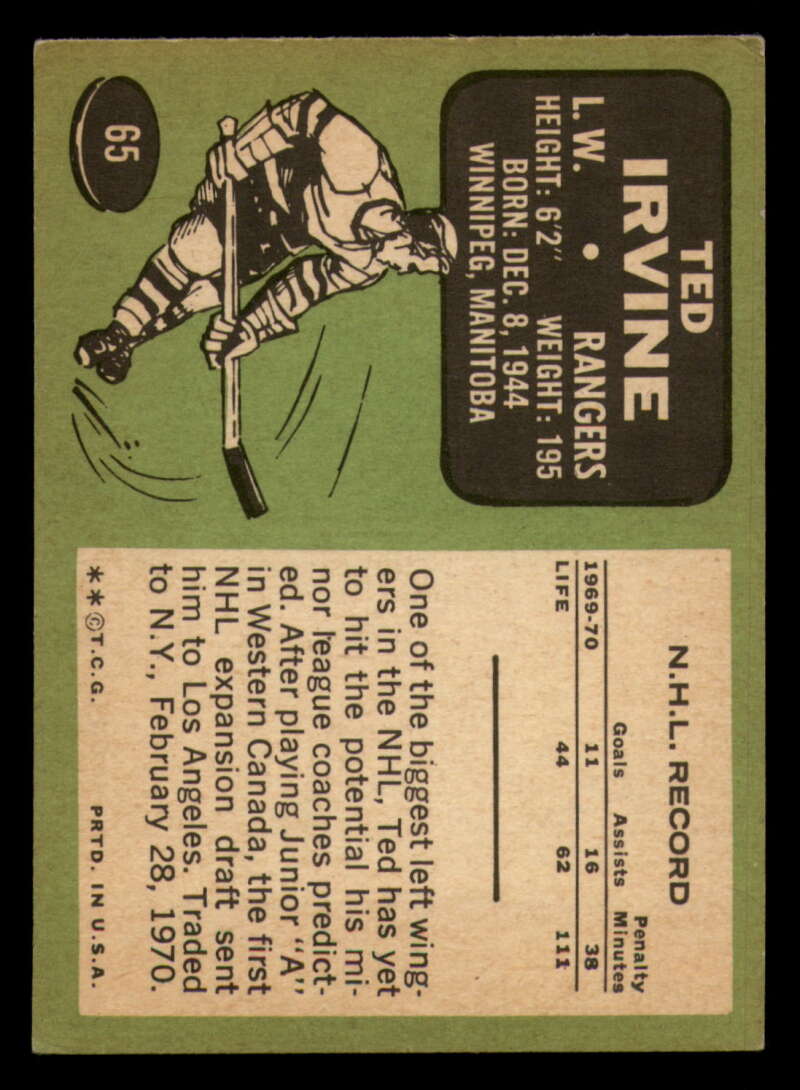 65
TED
IRVINE
L. W. • RANGERS
HEIGHT: 6'2" WEIGHT: 195
BORN: DEC. 8, 1944
WINNIPEG, MANITOBA
N.H.L. RECORD
Penalty
Goals Assists Minutes
1969-70 11 16 38
LIFE 44 62 111
One of the biggest left wing-
ers in the NHL, Ted has yet
to hit the potential his mi-
nor league coaches predict-
ed. After playing Junior "A"
in Western Canada, the first
NHL expansion draft sent
him to Los Angeles. Traded
to N.Y., February 28, 1970.
**©T.C.G. PRTD. IN U.S.A.